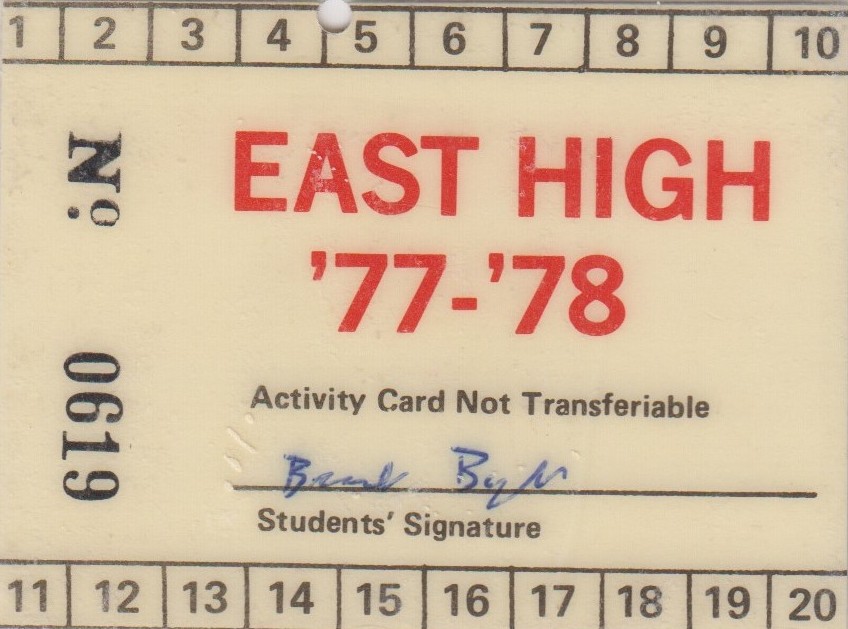 1 2 3 4 5 6 7 8 9 10
No. 0619
EAST HIGH
'77-'78
Activity Card Not Transferiable
Students' Signature
11 12 13 14 15 16 17 18 19 20